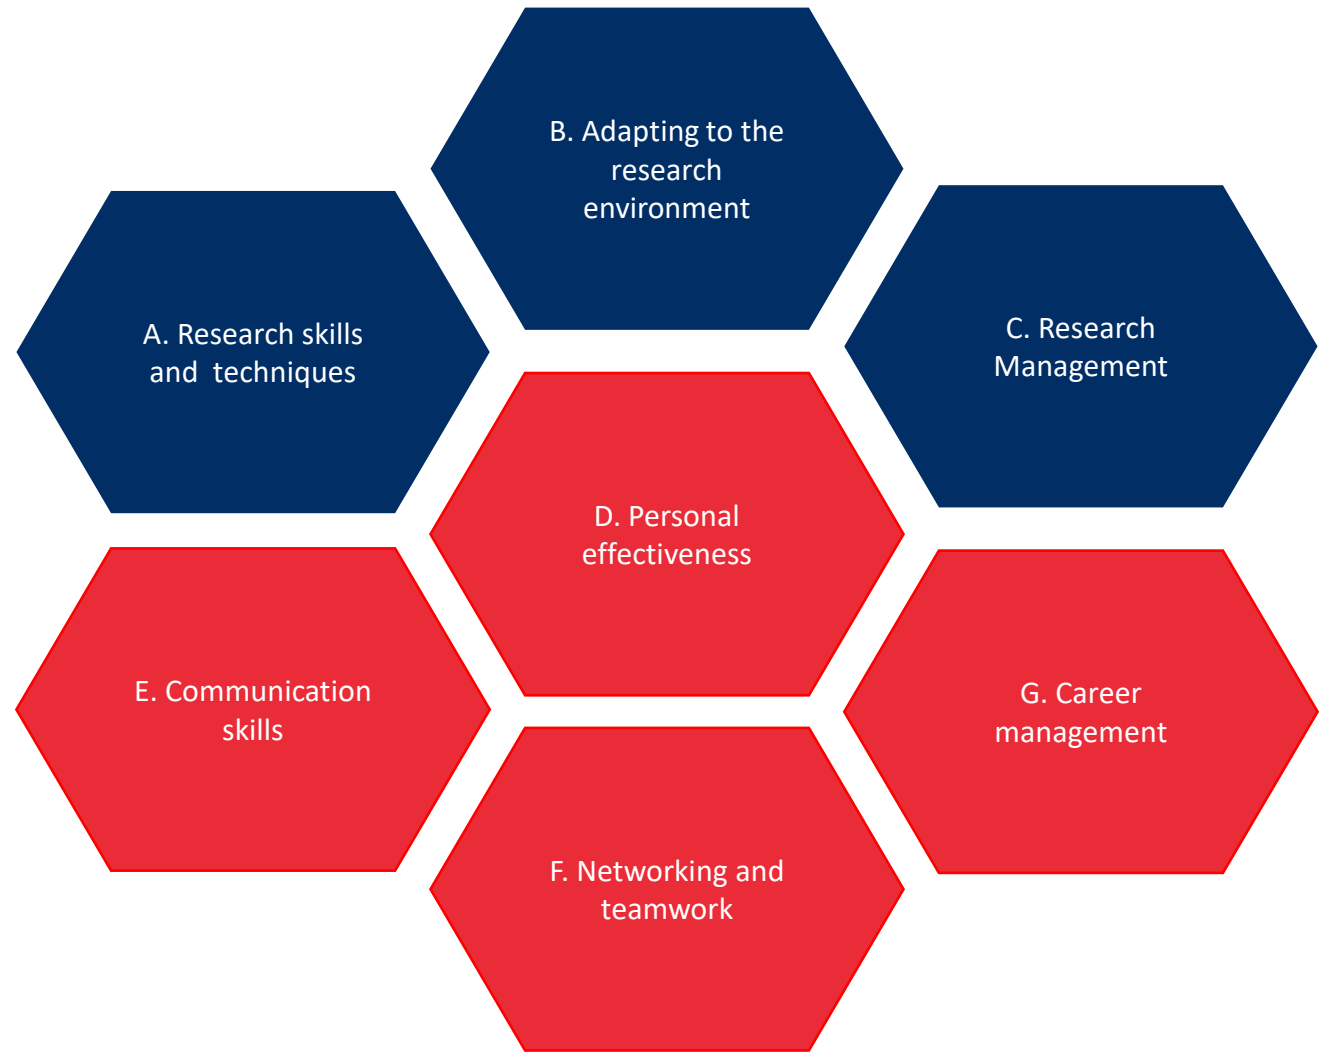 A. Research skills
and  techniques
B. Adapting to the
research
environment
C. Research
Management
D. Personal
effectiveness
E. Communication
skills
F. Networking and
teamwork
G. Career
management